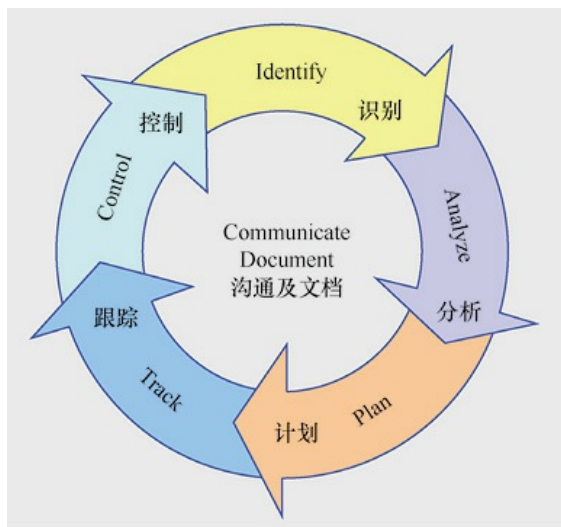 Identify
识别
Analyze
分析
Plan
计划
Track
跟踪
Control
控制
Communicate
Document
沟通及文档